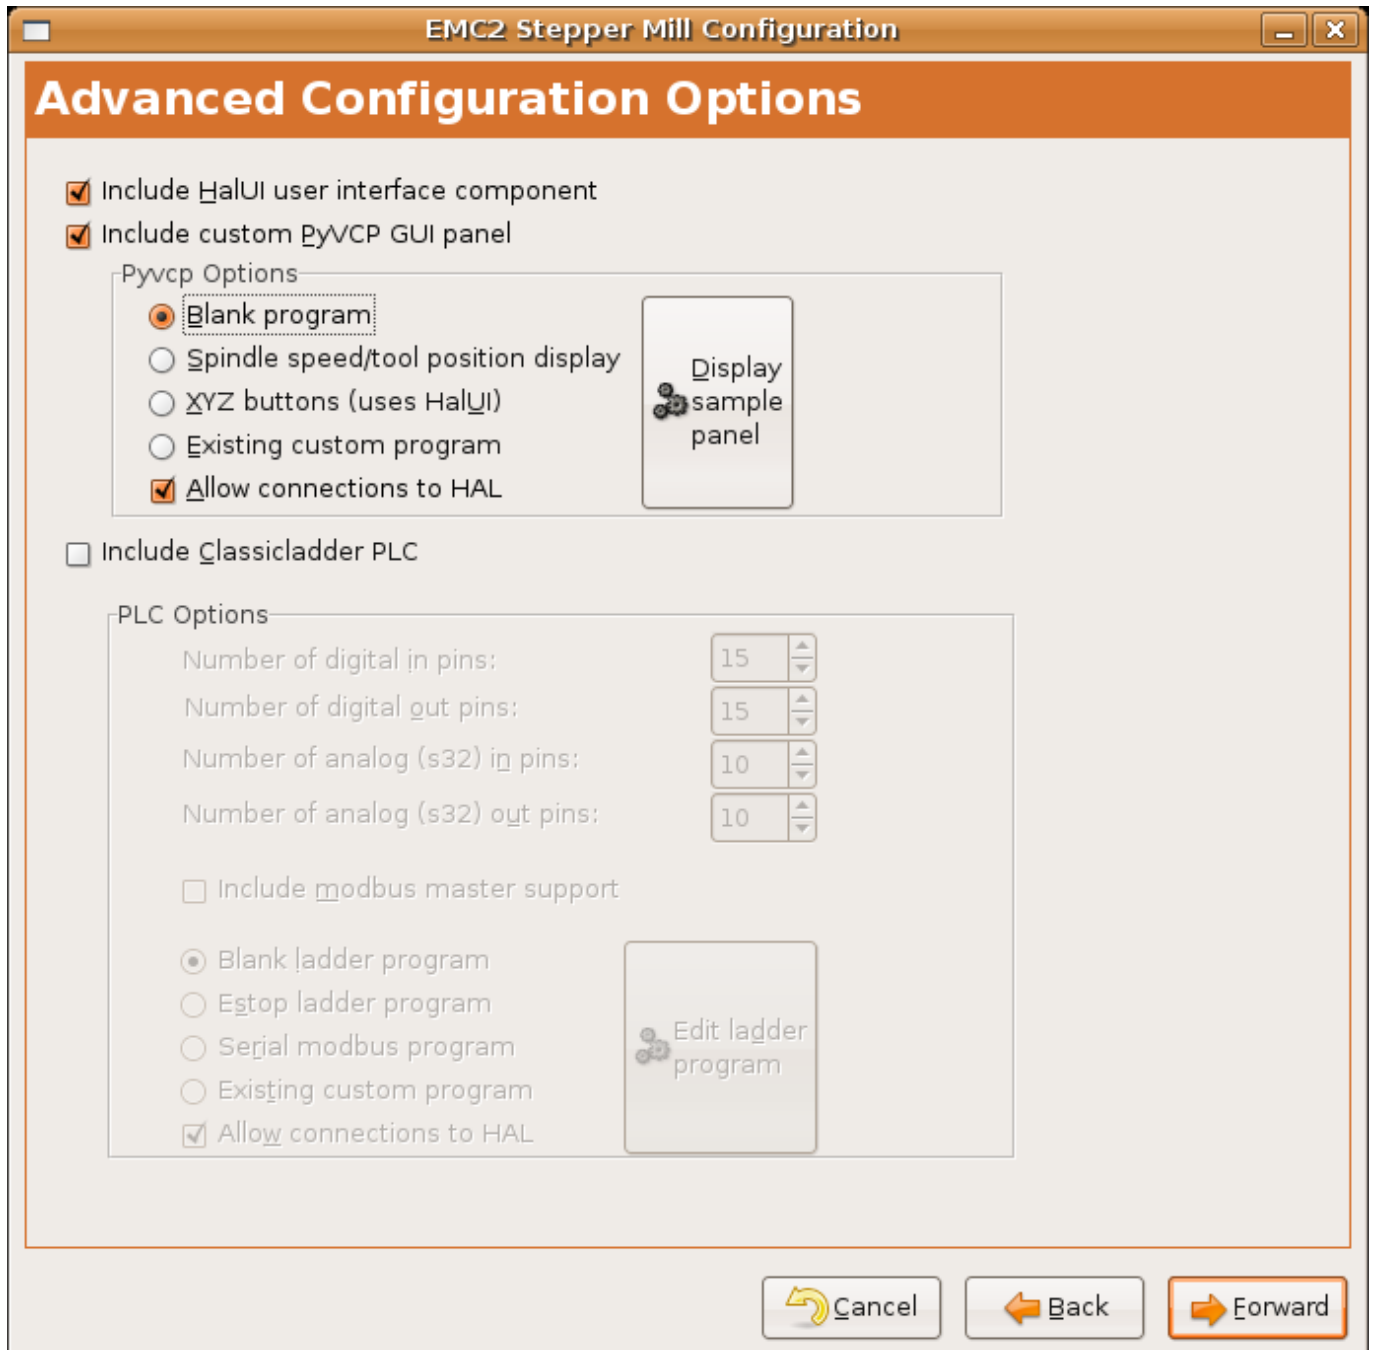 EMC2 Stepper Mill Configuration
Advanced Configuration Options
Include HalUI user interface component
Include custom PyVCP GUI panel
Pyvcp Options
Blank program
Spindle speed/tool position display
XYZ buttons (uses HalUI)
Existing custom program
Allow connections to HAL
Display
sample
panel
Include Classicladder PLC
PLC Options
Number of digital in pins: 15
Number of digital out pins: 15
Number of analog (s32) in pins: 10
Number of analog (s32) out pins: 10
Include modbus master support
Blank ladder program
Estop ladder program
Serial modbus program
Existing custom program
Allow connections to HAL
Edit ladder
program
Cancel Back Forward